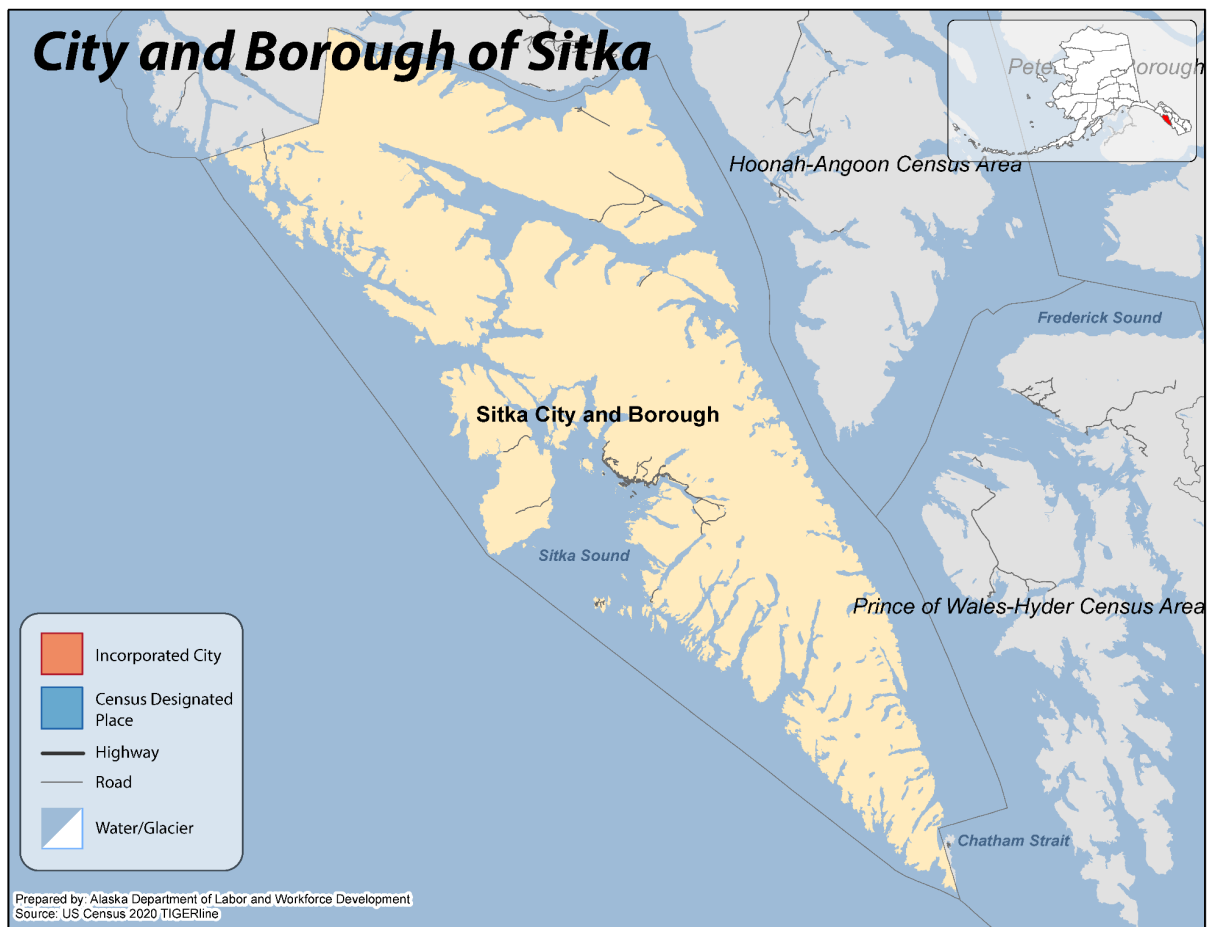 City and Borough of Sitka
Borough
Hoonah-Angoon Census Area
Frederick Sound
Sitka City and Borough
Sitka Sound
Prince of Wales-Hyder Census Area
Chatham Strait
Incorporated City
Census Designated
Place
Highway
Road
Water/Glacier
Prepared by: Alaska Department of Labor and Workforce Development
Source: US Census 2020 TIGERline